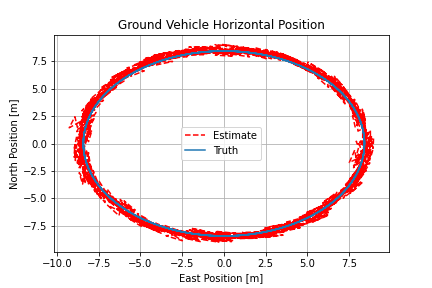 Ground Vehicle Horizontal Position
North Position [m]
7.5
5.0
2.5
0.0
−2.5
−5.0
−7.5
Estimate
Truth
−10.0 −7.5 −5.0 −2.5 0.0 2.5 5.0 7.5
East Position [m]